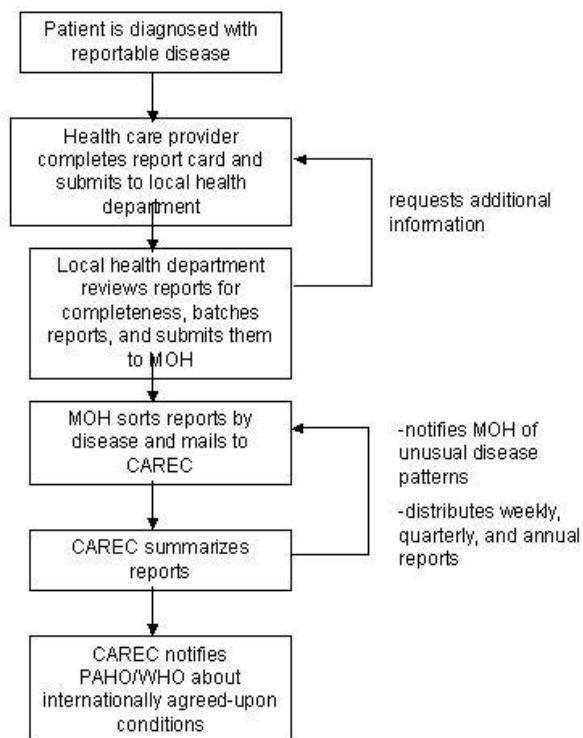 Patient is diagnosed with
reportable disease
Health care provider
completes report card and
submits to local health
department
requests additional
information
Local health department
reviews reports for
completeness, batches
reports, and submits them
to MOH
MOH sorts reports by
disease and mails to
CAREC
-notifies MOH of
unusual disease
patterns
-distributes weekly,
quarterly, and annual
reports
CAREC summarizes
reports
CAREC notifies
PAHO/WHO about
internationally agreed-upon
conditions